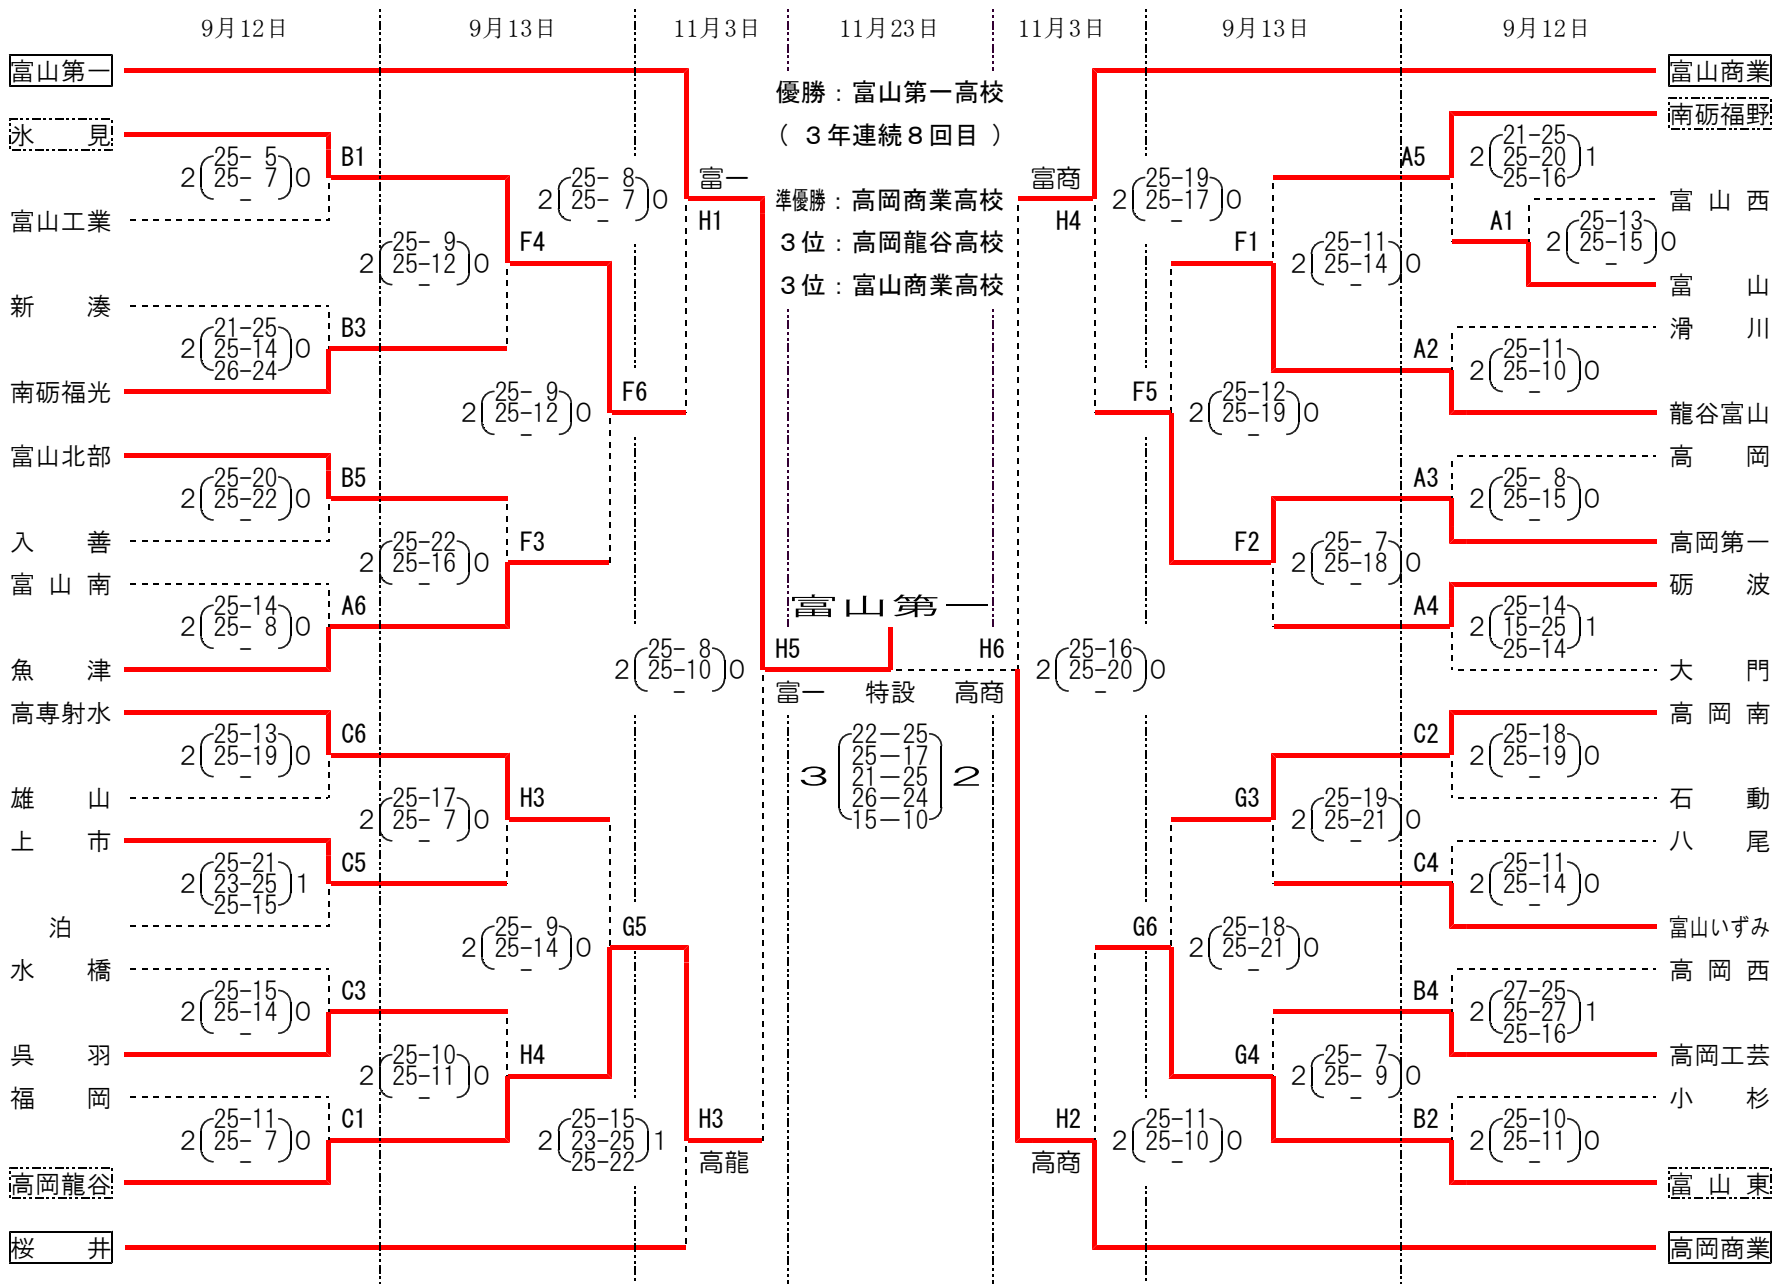 9月12日 9月13日 11月3日 11月23日 11月3日 9月13日 9月12日
優勝：富山第一高校
（ 3年連続8回目 ）
準優勝：高岡商業高校
3位：高岡龍谷高校
3位：富山商業高校
富山第一
氷 見
富山工業
新 湊
南砺福光
富山北部
入 善
富 山 南
魚 津
高専射水
雄 山
上 市
泊
水 橋
呉 羽
福 岡
高岡龍谷
桜 井
B1
2 (25- 5 25- 7 -) 0
B3
2 (21-25 25-14 26-24) 0
B5
2 (25-20 25-22 -) 0
A6
2 (25-14 25- 8 -) 0
C6
2 (25-13 25-19 -) 0
C5
2 (25-21 23-25 25-15) 1
C3
2 (25-15 25-14 -) 0
C1
2 (25-11 25- 7 -) 0
F4
2 (25- 9 25-12 -) 0
F3
2 (25-22 25-16 -) 0
H3
2 (25-17 25- 7 -) 0
H4
2 (25-10 25-11 -) 0
F6
2 (25- 9 25-12 -) 0
G5
2 (25- 9 25-14 -) 0
富一
H1
2 (25- 8 25- 7 -) 0
H3
高龍
2 (25-15 23-25 25-22) 1
H5
富一
2 (25- 8 25-10 -) 0
富山第一
特設
3 (22－25 25－17 21－25 26－24 15－10) 2
H6
高商
2 (25-16 25-20 -) 0
富商
H4
2 (25-19 25-17 -) 0
H2
高商
2 (25-11 25-10 -) 0
F5
2 (25-12 25-19 -) 0
G6
2 (25-18 25-21 -) 0
F1
2 (25-11 25-14 -) 0
F2
2 (25- 7 25-18 -) 0
G3
2 (25-19 25-21 -) 0
G4
2 (25- 7 25- 9 -) 0
A5
2 (21-25 25-20 25-16) 1
A1
2 (25-13 25-15 -) 0
A2
2 (25-11 25-10 -) 0
A3
2 (25- 8 25-15 -) 0
A4
2 (25-14 15-25 25-14) 1
C2
2 (25-18 25-19 -) 0
C4
2 (25-11 25-14 -) 0
B4
2 (27-25 25-27 25-16) 1
B2
2 (25-10 25-11 -) 0
富山商業
南砺福野
富 山 西
富 山
滑 川
龍谷富山
高 岡
高岡第一
砺 波
大 門
高 岡 南
石 動
八 尾
富山いずみ
高 岡 西
高岡工芸
小 杉
富 山 東
高岡商業